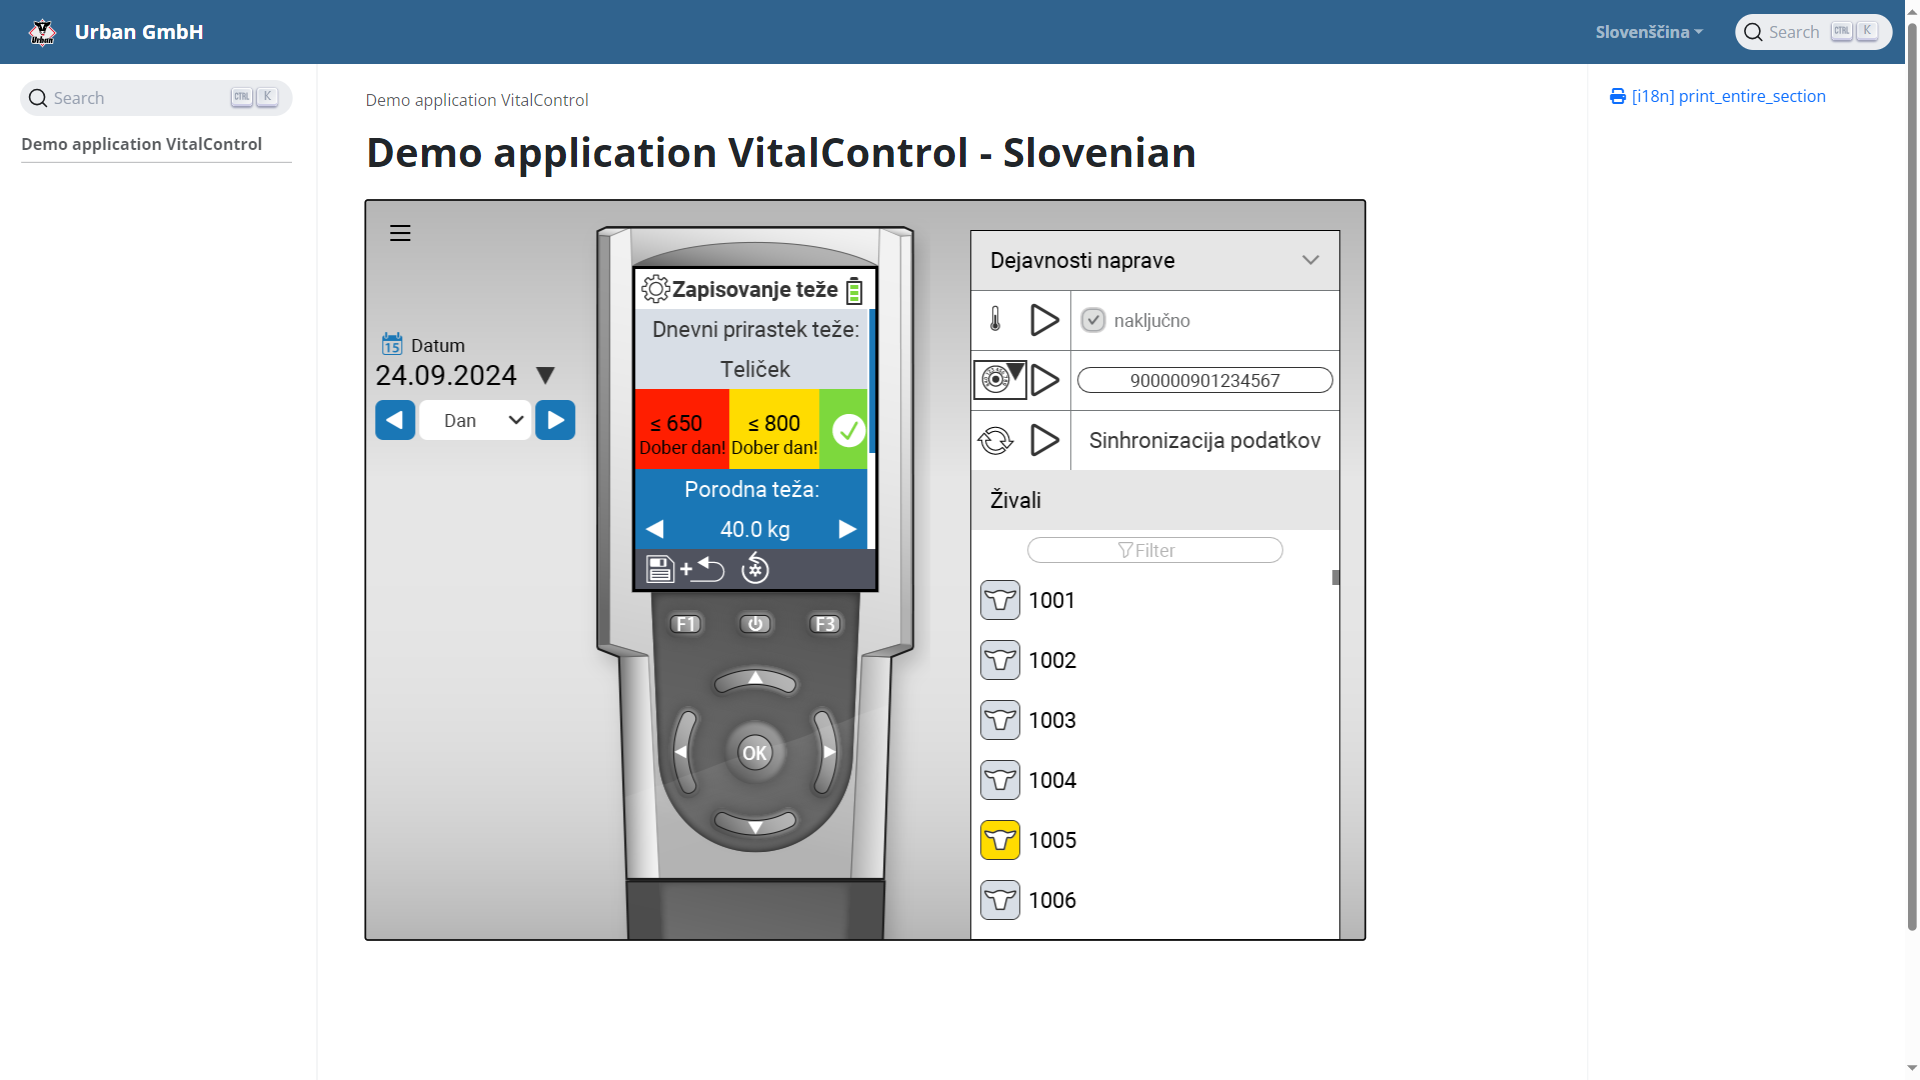 Urban GmbH
Slovenščina
Search CTRL K
Search CTRL K
Demo application VitalControl
Demo application VitalControl
Demo application VitalControl - Slovenian
[i18n] print_entire_section
15 Datum
24.09.2024
Dan
Zapisovanje teže
Dnevni prirastek teže:
Teliček
≤ 650
Dober dan!
≤ 800
Dober dan!
Porodna teža:
40.0 kg
F1
F3
OK
Dejavnosti naprave
naključno
900000901234567
Sinhronizacija podatkov
Živali
Filter
1001
1002
1003
1004
1005
1006